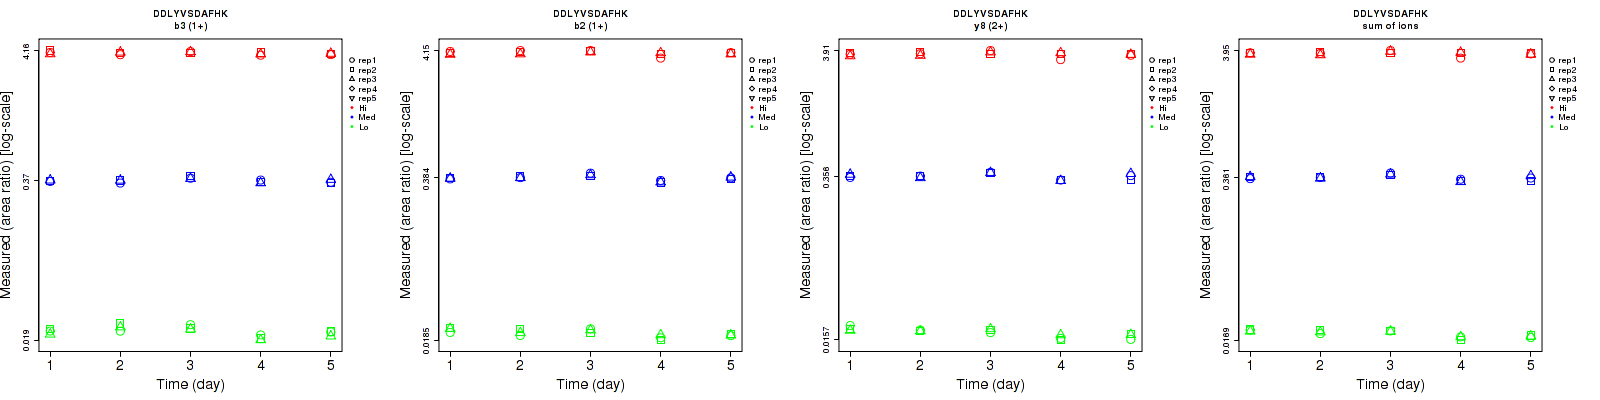 DDLYVSDAFHK
b3 (1+)
Measured (area ratio) [log-scale]
4.16
0.37
0.019
1 2 3 4 5
Time (day)
rep1
rep2
rep3
rep4
rep5
Hi
Med
Lo
DDLYVSDAFHK
b2 (1+)
Measured (area ratio) [log-scale]
4.15
0.384
0.0185
1 2 3 4 5
Time (day)
rep1
rep2
rep3
rep4
rep5
Hi
Med
Lo
DDLYVSDAFHK
y8 (2+)
Measured (area ratio) [log-scale]
3.91
0.0157
1 2 3 4 5
Time (day)
rep1
rep2
rep3
rep4
rep5
Hi
Med
Lo
DDLYVSDAFHK
sum of ions
Measured (area ratio) [log-scale]
3.95
0.381
0.0169
1 2 3 4 5
Time (day)
rep1
rep2
rep3
rep4
rep5
Hi
Med
Lo